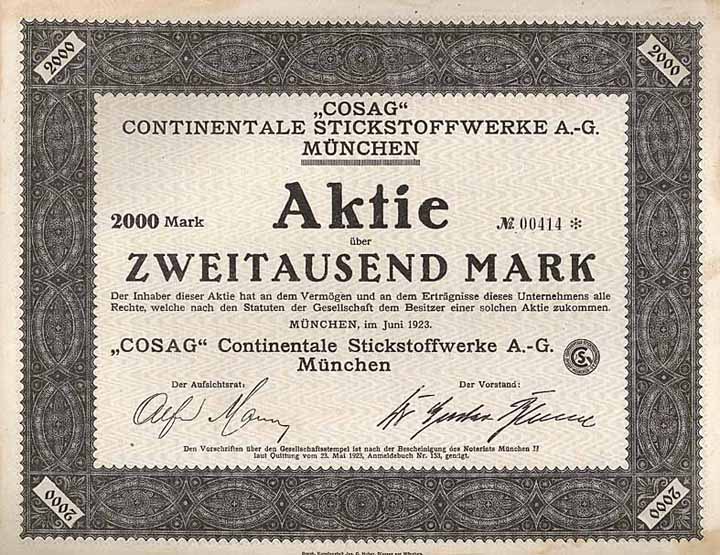 2000
2000
„COSAG“
CONTINENTALE STICKSTOFFWERKE A.-G.
MÜNCHEN
2000 Mark
Aktie
№ 00414 *
über
ZWEITAUSEND MARK
Der Inhaber dieser Aktie hat an dem Vermögen und an dem Erträgnisse dieses Unternehmens alle
Rechte, welche nach den Statuten der Gesellschaft dem Besitzer einer solchen Aktie zukommen.
MÜNCHEN, im Juni 1923.
„COSAG“ Continentale Stickstoffwerke A.-G.
München
Der Aufsichtsrat:
Der Vorstand:
Den Vorschriften über den Gesellschaftsstempel ist nach der Bescheinigung des Notariats München
laut Quittung vom 23. Mai 1923, Anmeldsbuch Nr. 153, genügt.
2000
2000